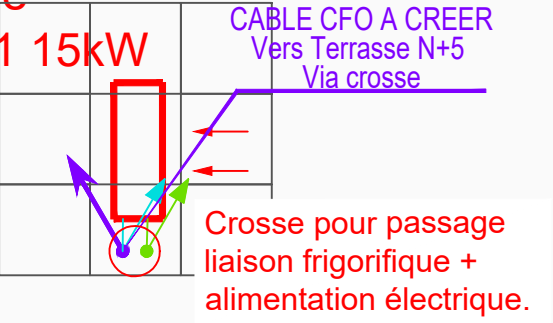 CABLE CFO A CREER
Vers Terrasse N+5
Via crosse
1 15kW
Crosse pour passage
liaison frigorifique +
alimentation électrique.